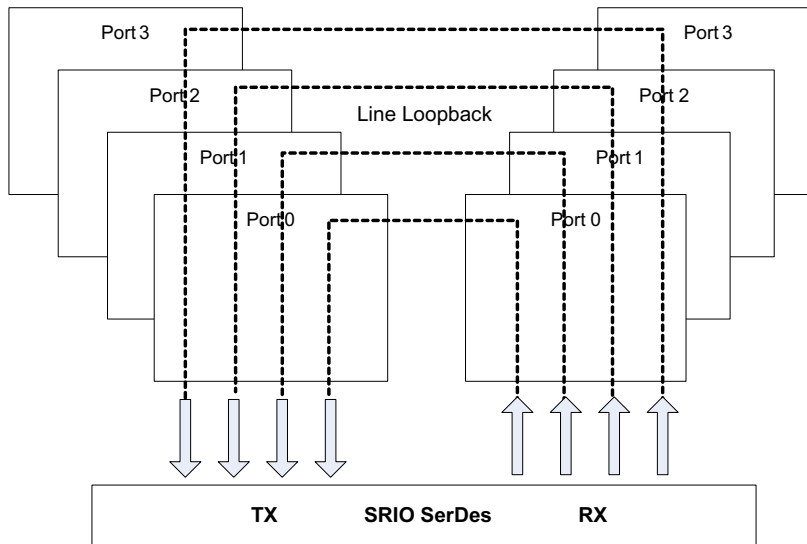 Port 3 Port 3
Port 2 Port 2
Line Loopback
Port 1 Port 1
Port 0 Port 0
TX SRIO SerDes RX